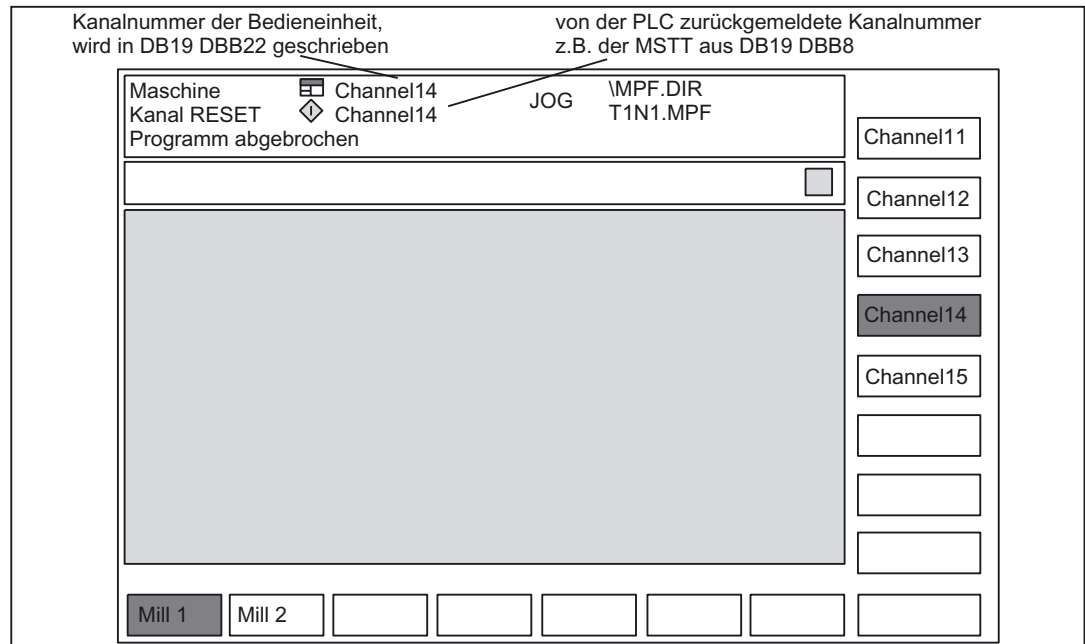 Kanalnummer der Bedieneinheit,
wird in DB19 DBB22 geschrieben
von der PLC zurückgemeldete Kanalnummer
z.B. der MSTT aus DB19 DBB8
Maschine Channel14 JOG \MPF.DIR
Kanal RESET Channel14 T1N1.MPF
Programm abgebrochen
Channel11
Channel12
Channel13
Channel14
Channel15
Mill 1 Mill 2